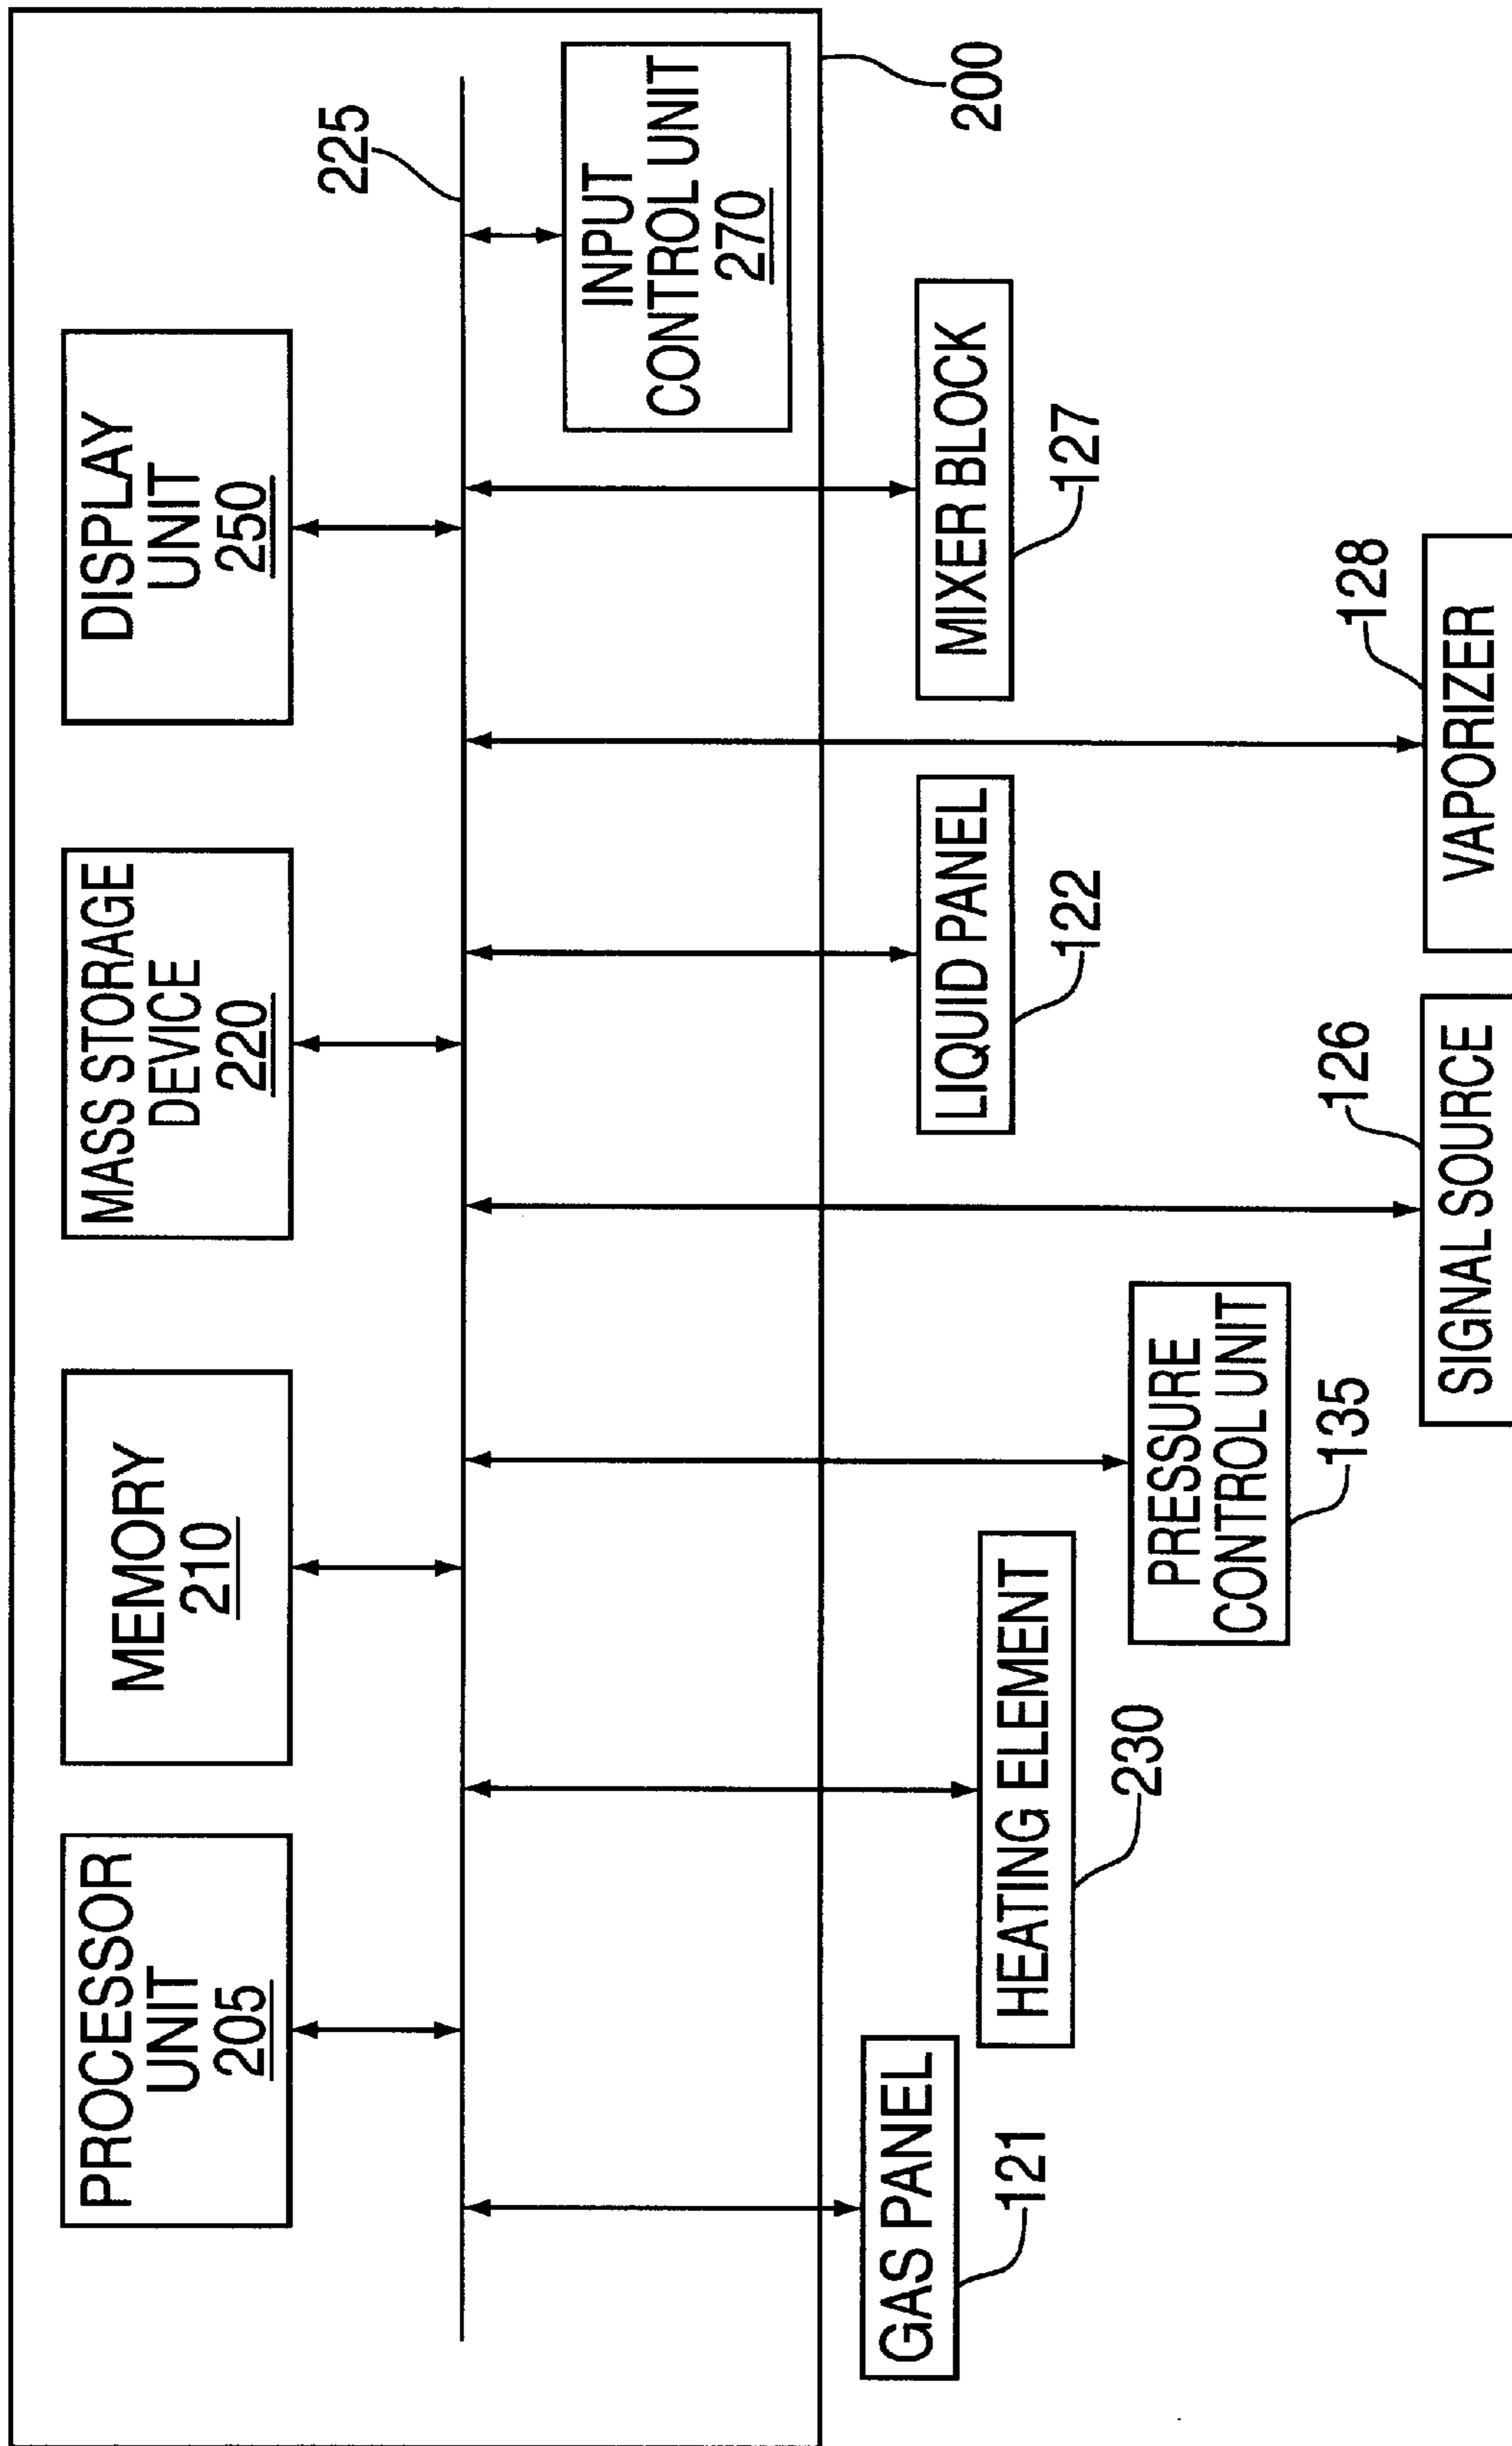 PROCESSOR
UNIT
205
MEMORY
210
MASS STORAGE
DEVICE
220
DISPLAY
UNIT
250
225
INPUT
CONTROL UNIT
270
200
GAS PANEL
121
HEATING ELEMENT
230
PRESSURE
CONTROL UNIT
135
LIQUID PANEL
122
MIXER BLOCK
127
SIGNAL SOURCE
126
VAPORIZER
128